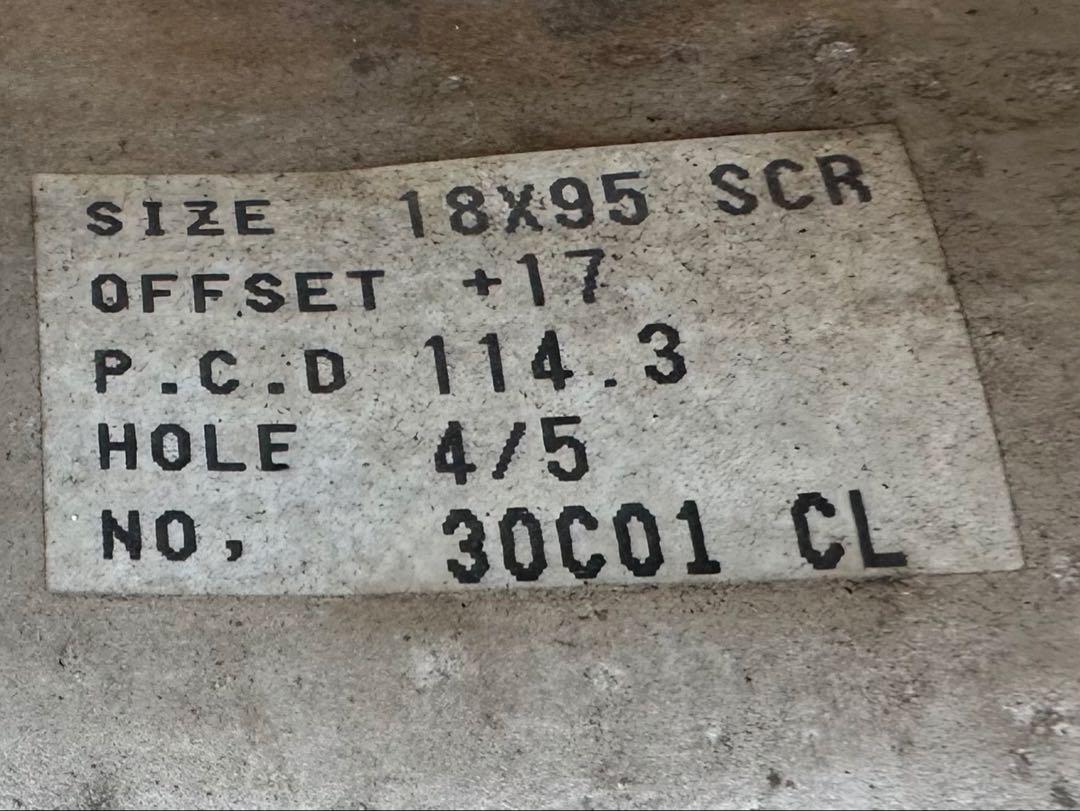 SIZE 18X95 SCR
OFFSET +17
P.C.D 114.3
HOLE 4/5
NO, 30C01 CL